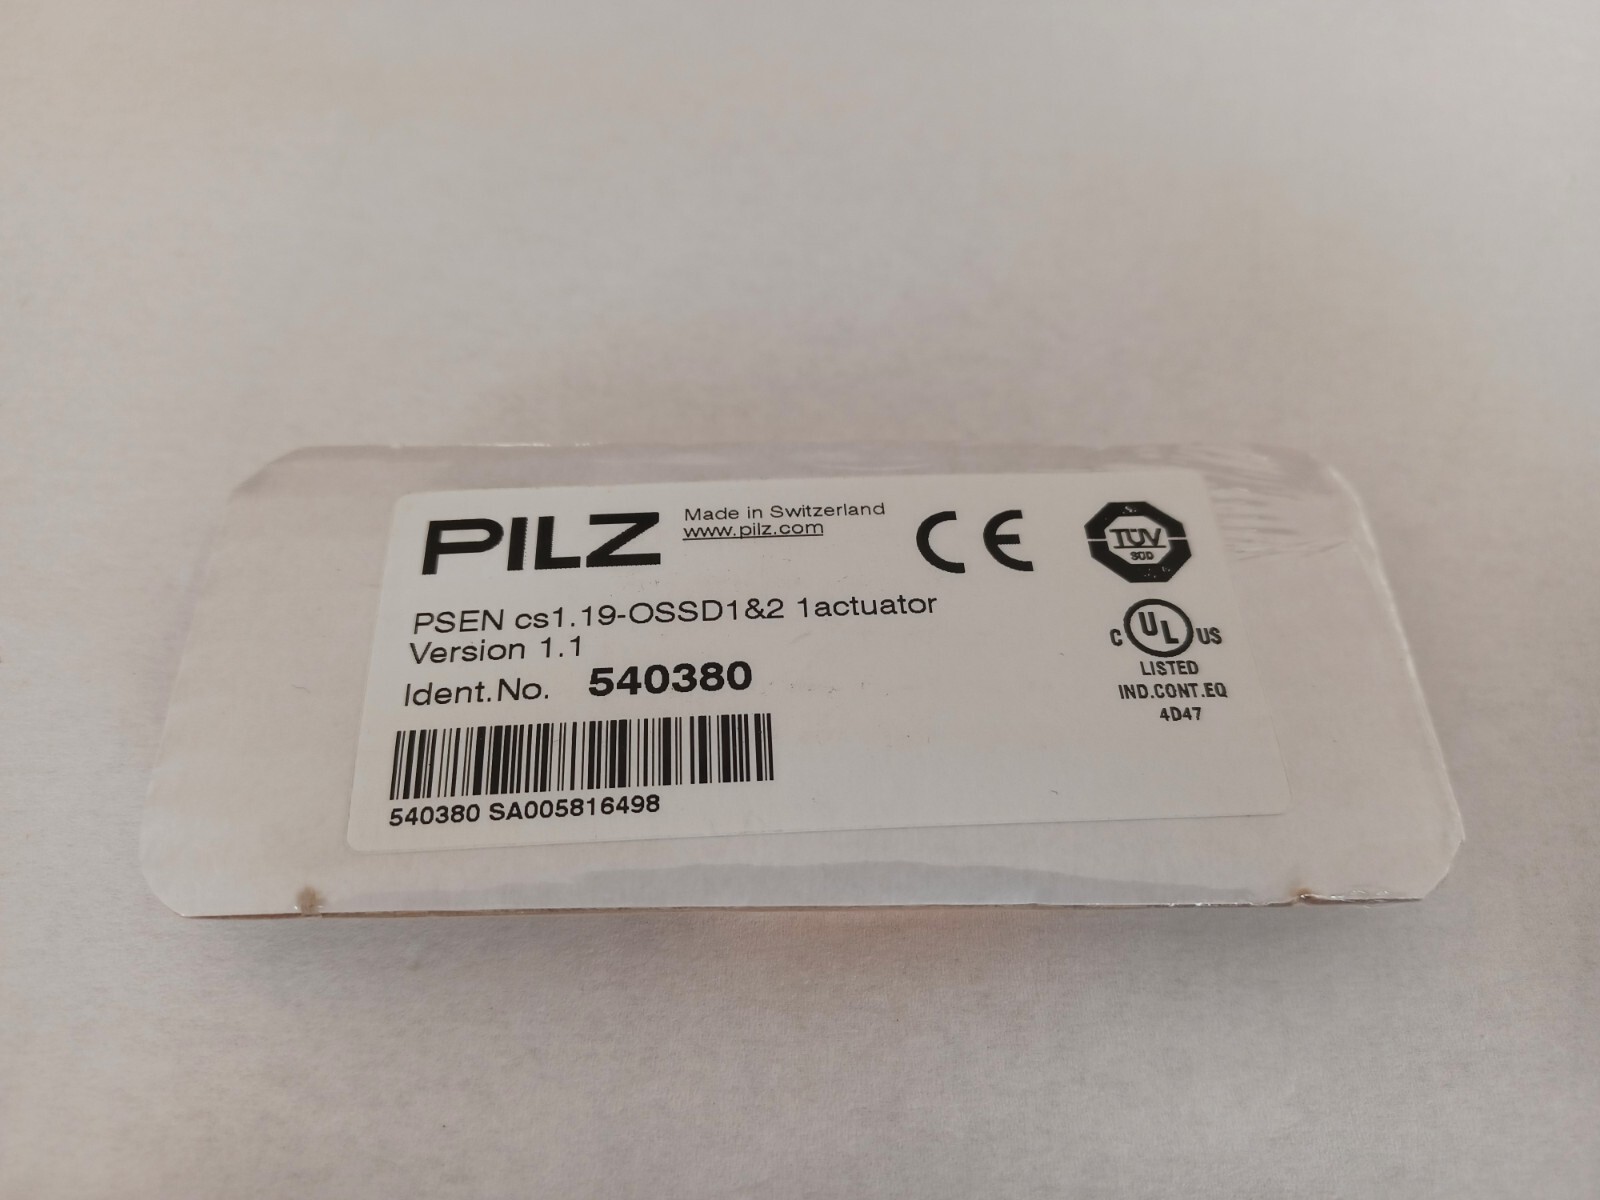 PILZ
Made in Switzerland
www.pilz.com
CE
TÜV
SÜD
PSEN cs1.19-OSSD1&2 1actuator
Version 1.1
Ident.No. 540380
540380 SA005816498
C UL US
LISTED
IND.CONT.EQ
4D47